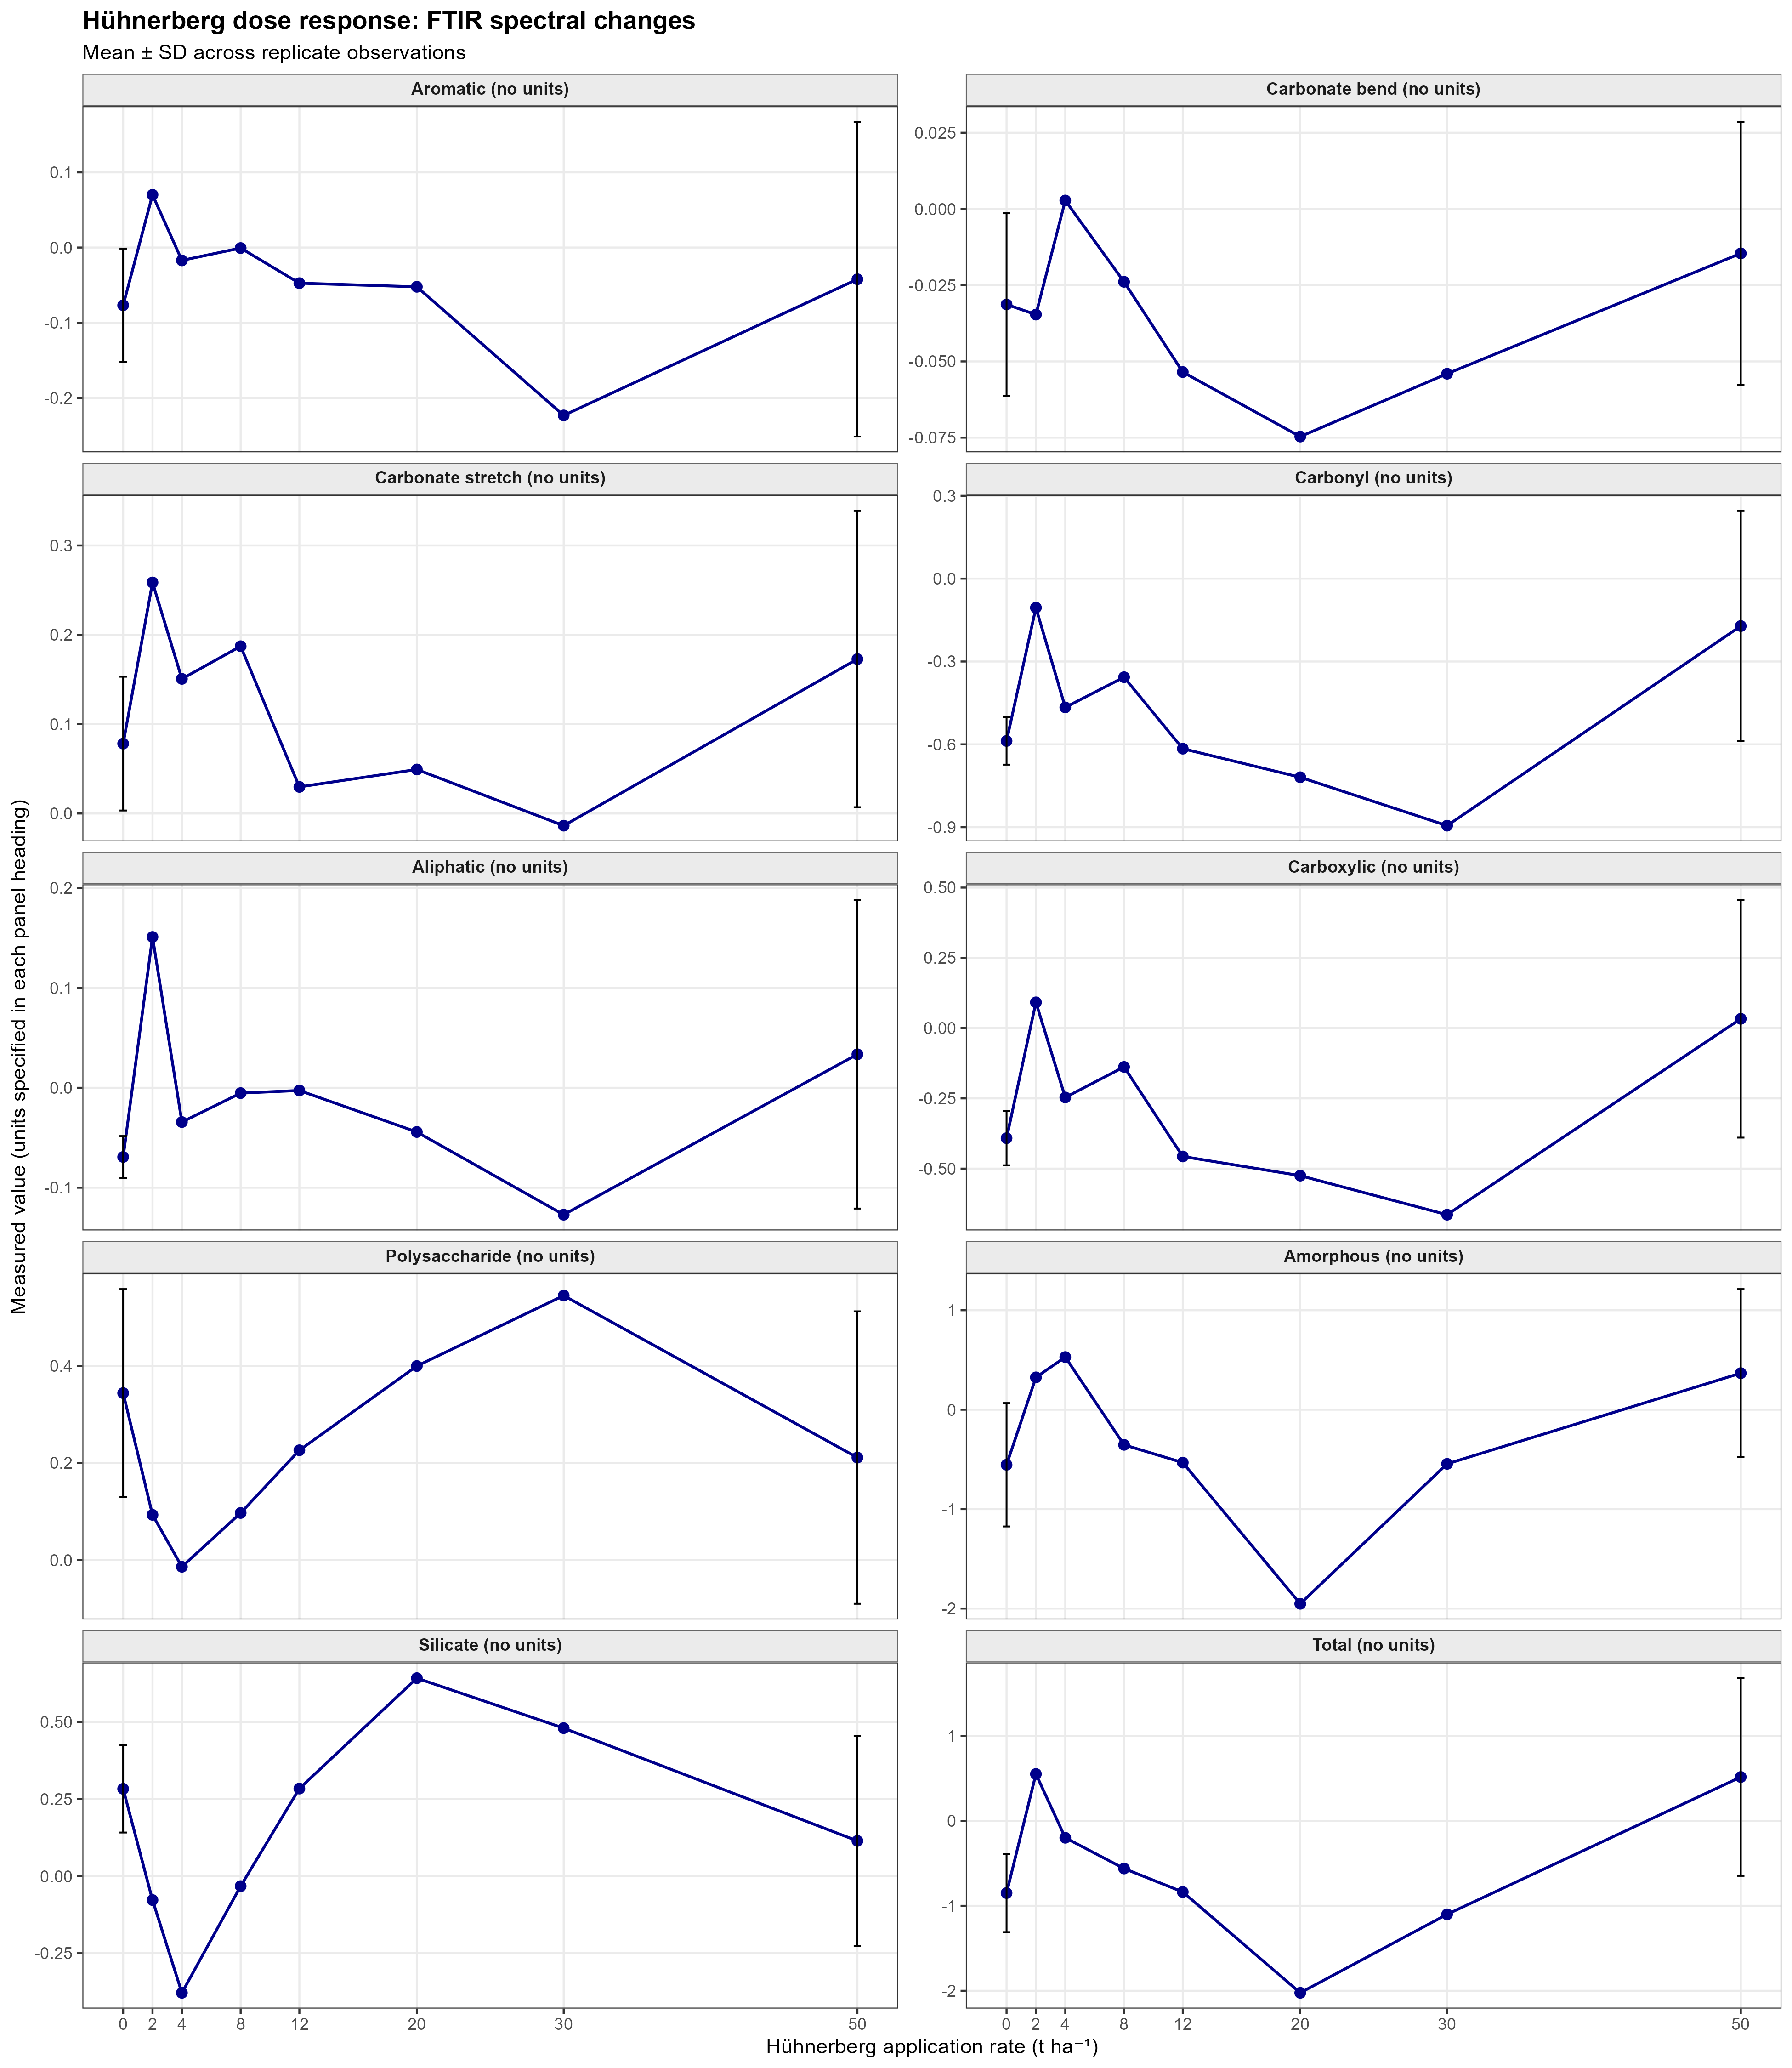 Hühnerberg dose response: FTIR spectral changes
Mean ± SD across replicate observations
Measured value (units specified in each panel heading)
Aromatic (no units)
0.1
0.0
-0.1
-0.2
Carbonate bend (no units)
0.025
0.000
-0.025
-0.050
-0.075
Carbonate stretch (no units)
0.3
0.2
0.1
0.0
Carbonyl (no units)
0.3
0.0
-0.3
-0.6
-0.9
Aliphatic (no units)
0.2
0.1
0.0
-0.1
Carboxylic (no units)
0.50
0.25
0.00
-0.25
-0.50
Polysaccharide (no units)
0.4
0.2
0.0
Amorphous (no units)
1
0
-1
-2
Silicate (no units)
0.50
0.25
0.00
-0.25
0 2 4 8 12 20 30 50
Total (no units)
1
0
-1
-2
0 2 4 8 12 20 30 50
Hühnerberg application rate (t ha⁻¹)